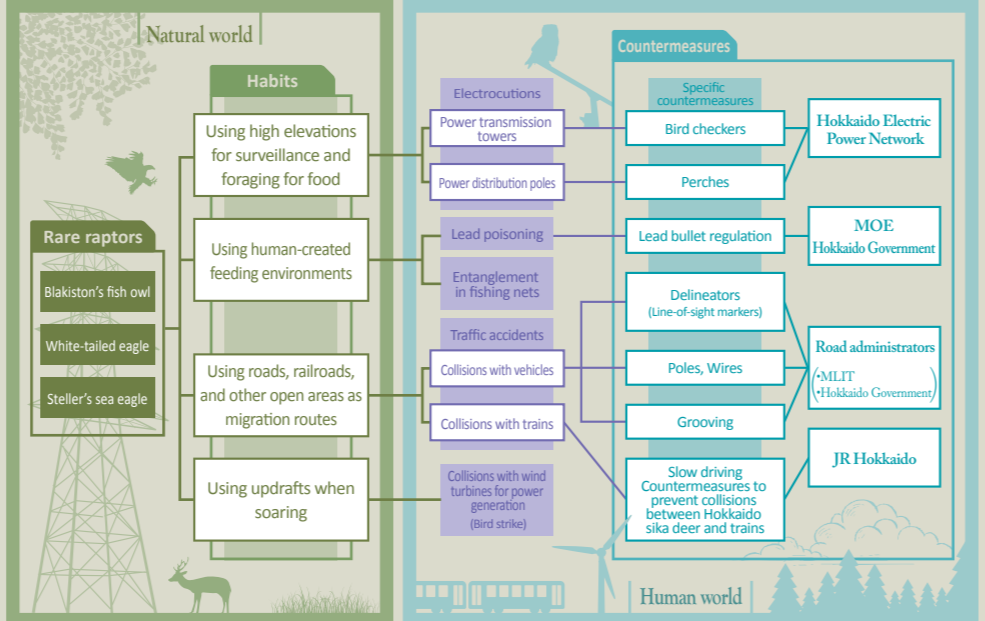 Natural world
Habits
Using high elevations
for surveillance and
foraging for food
Using human-created
feeding environments
Using roads, railroads,
and other open areas as
migration routes
Using updrafts when
soaring
Rare raptors
Blakiston's fish owl
White-tailed eagle
Steller's sea eagle
Electrocutions
Power transmission
towers
Power distribution poles
Lead poisoning
Entanglement
in fishing nets
Traffic accidents
Collisions with vehicles
Collisions with trains
Collisions with wind
turbines for power
generation
(Bird strike)
Countermeasures
Specific
countermeasures
Bird checkers
Perches
Lead bullet regulation
Delineators
(Line-of-sight markers)
Poles, Wires
Grooving
Slow driving
Countermeasures to
prevent collisions
between Hokkaido
sika deer and trains
Hokkaido Electric
Power Network
MOE
Hokkaido Government
Road administrators
(•MLIT
•Hokkaido Government)
JR Hokkaido
Human world